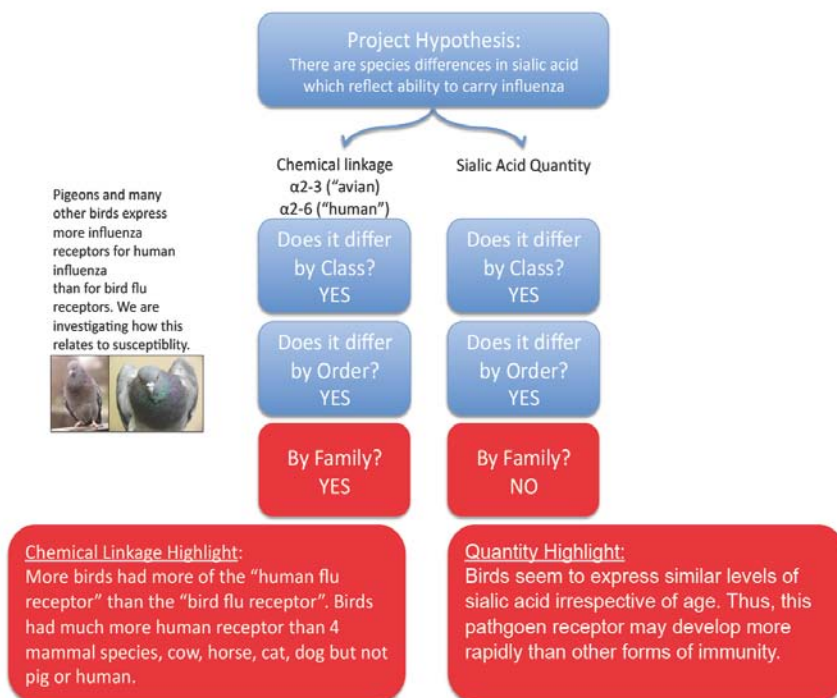 Project Hypothesis:
There are species differences in sialic acid
which reflect ability to carry influenza
Chemical linkage
α2-3 (“avian)
α2-6 (“human”)
Sialic Acid Quantity
Pigeons and many
other birds express
more influenza
receptors for human
influenza
than for bird flu
receptors. We are
investigating how this
relates to susceptiblity.
Does it differ
by Class?
YES
Does it differ
by Class?
YES
Does it differ
by Order?
YES
Does it differ
by Order?
YES
By Family?
YES
By Family?
NO
Chemical Linkage Highlight:
More birds had more of the “human flu
receptor” than the “bird flu receptor”. Birds
had much more human receptor than 4
mammal species, cow, horse, cat, dog but not
pig or human.
Quantity Highlight:
Birds seem to express similar levels of
sialic acid irrespective of age. Thus, this
pathgoen receptor may develop more
rapidly than other forms of immunity.